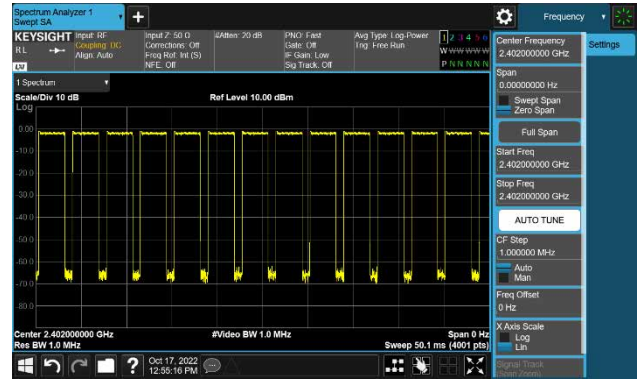 Spectrum Analyzer 1
Swept SA
+
Frequency
KEYSIGHT
RL
Input: RF
Coupling: DC
Align: Auto
Input Z: 50 Ω
Corrections: Off
Freq Ref: Int (S)
NFE: Off
#Atten: 20 dB
PNO: Fast
Gate: Off
IF Gain: Low
Sig Track: Off
Avg Type: Log-Power
Trig: Free Run
1 2 3 4 5 6
W W W W W W
P N N N N N
1 Spectrum
Scale/Div 10 dB
Ref Level 10.00 dBm
Log
0.00
-10.0
-20.0
-30.0
-40.0
-50.0
-60.0
-70.0
-80.0
Center 2.402000000 GHz
Res BW 1.0 MHz
#Video BW 1.0 MHz
Span 0 Hz
Sweep 50.1 ms (4001 pts)
Oct 17, 2022
12:55:16 PM
?
Center Frequency
2.402000000 GHz
Settings
Span
0.00000000 Hz
Swept Span
Zero Span
Full Span
Start Freq
2.402000000 GHz
Stop Freq
2.402000000 GHz
AUTO TUNE
CF Step
1.000000 MHz
Auto
Man
Freq Offset
0 Hz
X Axis Scale
Log
Lin
Signal Track
(Span Zoom)